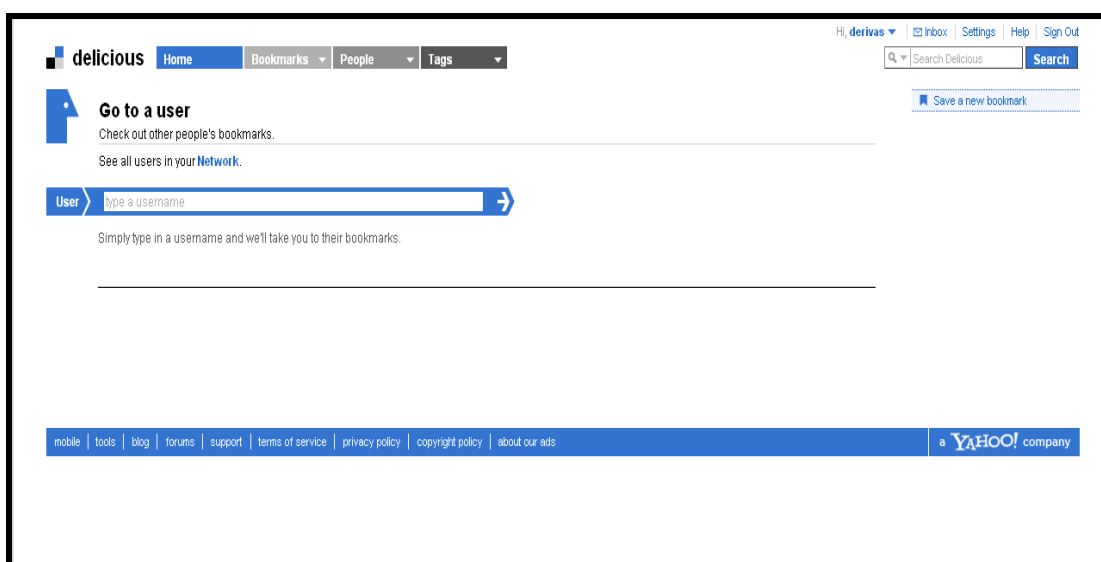 Hi, derivas Inbox Settings Help Sign Out
delicious Home Bookmarks People Tags Search Delicious Search
Save a new bookmark
Go to a user
Check out other people's bookmarks.
See all users in your Network.
User type a username
Simply type in a username and we'll take you to their bookmarks.
mobile | tools | blog | forums | support | terms of service | privacy policy | copyright policy | about our ads a YAHOO! company